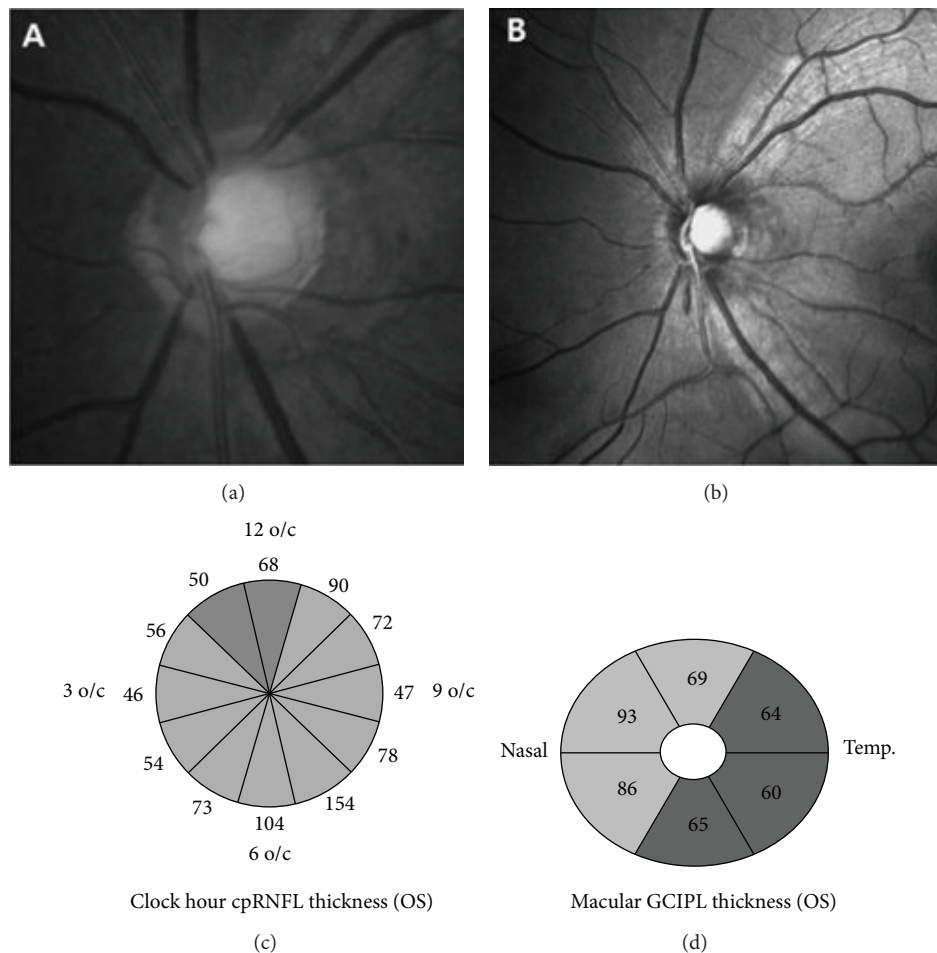 A
B
(a)
(b)
12 o/c
68
50
90
56
72
3 o/c
46
47
9 o/c
54
78
73
154
104
6 o/c
Clock hour cpRNFL thickness (OS)
(c)
69
93
64
Nasal
Temp.
86
60
65
Macular GCIPL thickness (OS)
(d)